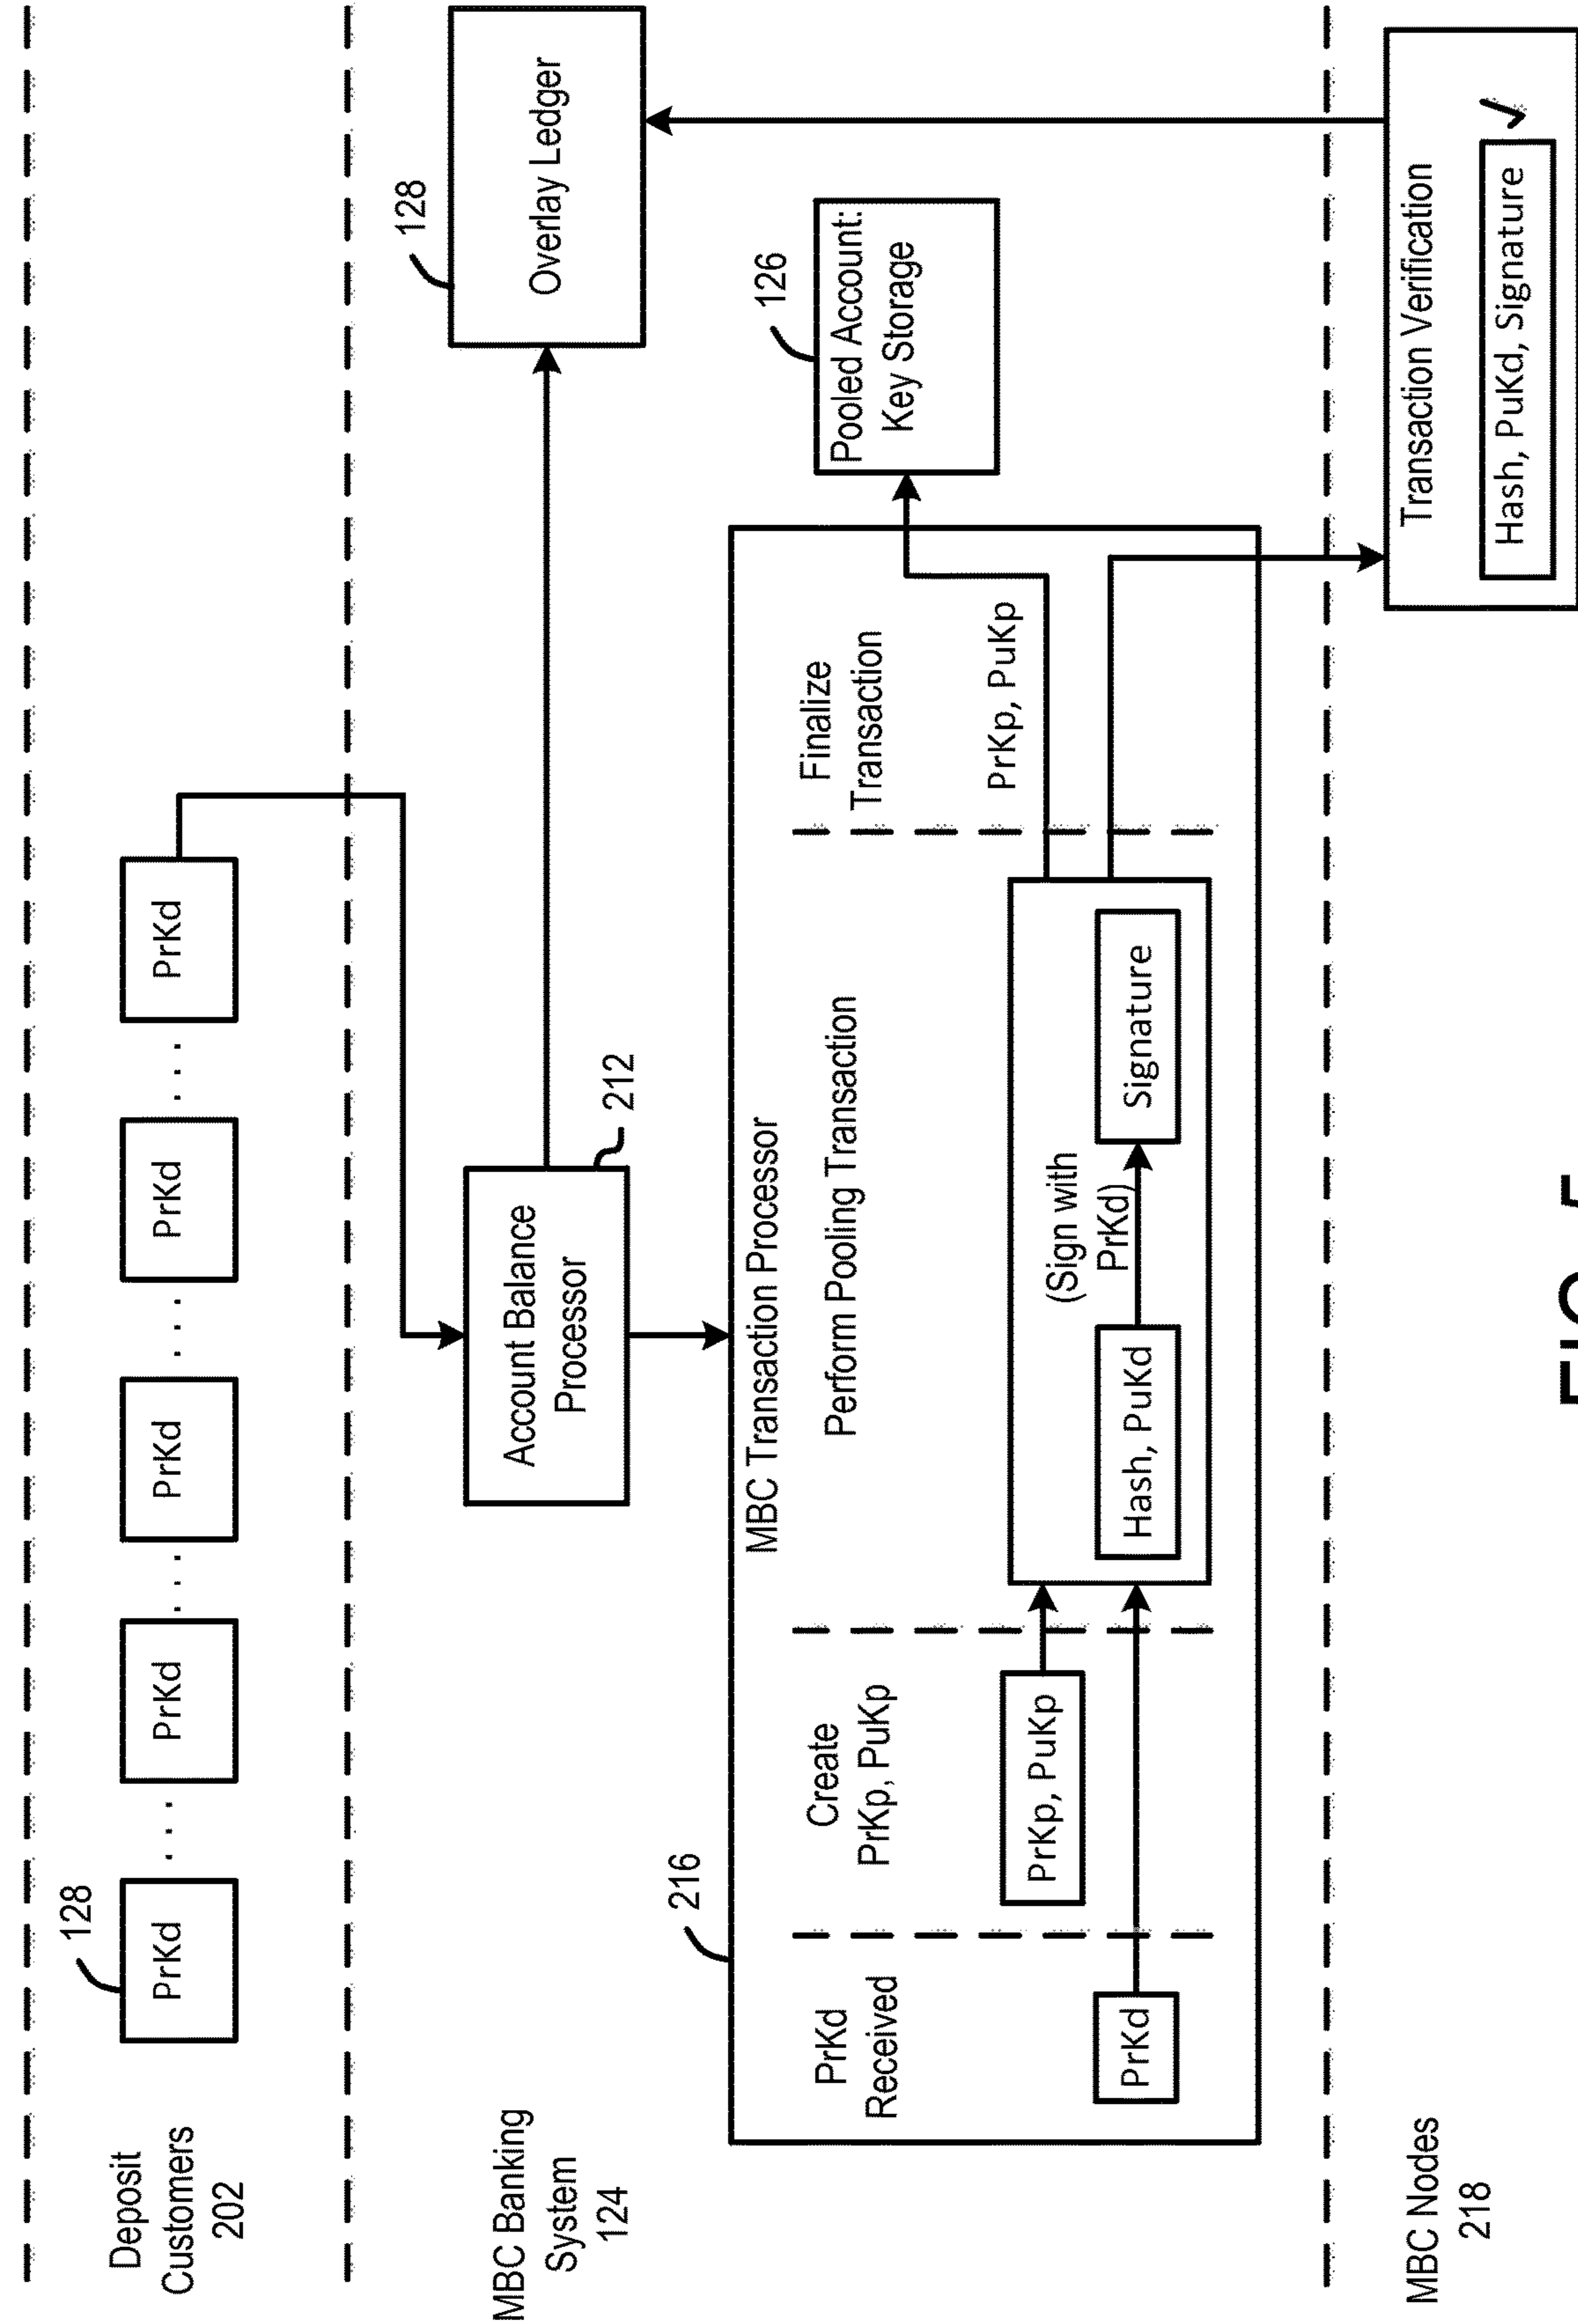 Deposit
Customers
202
128
PrKd
. . .
PrKd
. . .
PrKd
. . .
PrKd
. . .
PrKd
MBC Banking
System
124
Account Balance
Processor
212
128
Overlay Ledger
216
MBC Transaction Processor
PrKd
Received
PrKd
Create
PrKp, PuKp
PrKp, PuKp
Perform Pooling Transaction
Hash, PuKd
(Sign with
PrKd)
Signature
Finalize
Transaction
PrKp, PuKp
126
Pooled Account:
Key Storage
MBC Nodes
218
Transaction Verification
Hash, PuKd, Signature